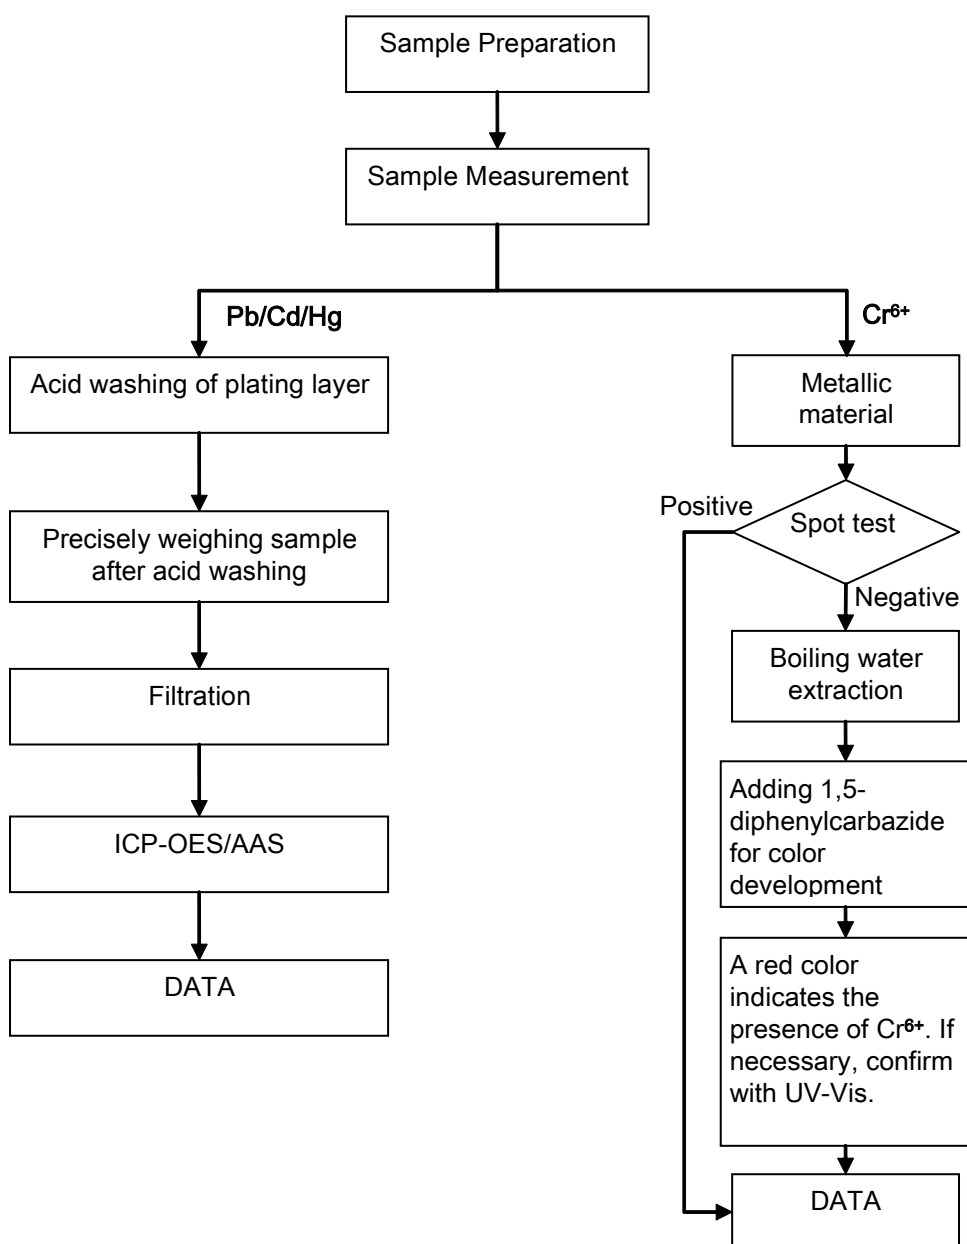 Sample Preparation
Sample Measurement
Pb/Cd/Hg
Acid washing of plating layer
Precisely weighing sample
after acid washing
Filtration
ICP-OES/AAS
DATA
Cr⁶⁺
Metallic
material
Positive
Spot test
Negative
Boiling water
extraction
Adding 1,5-
diphenylcarbazide
for color
development
A red color
indicates the
presence of Cr⁶⁺. If
necessary, confirm
with UV-Vis.
DATA